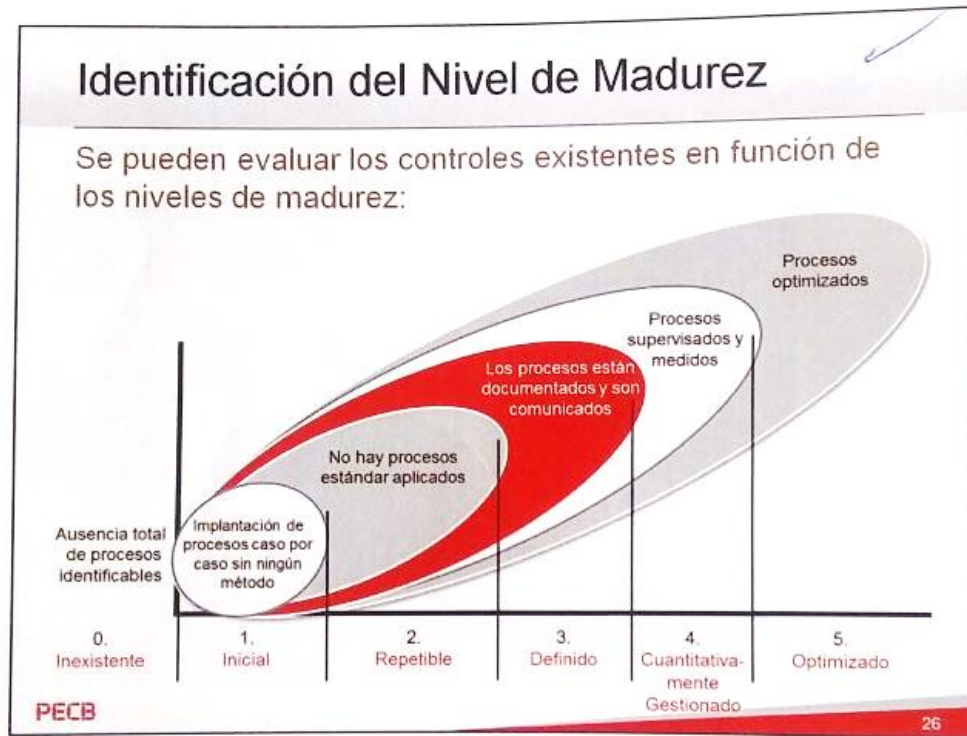 Identificación del Nivel de Madurez
Se pueden evaluar los controles existentes en función de
los niveles de madurez:
Procesos
optimizados
Procesos
supervisados y
medidos
Los procesos están
documentados y son
comunicados
No hay procesos
estándar aplicados
Implantación de
procesos caso por
caso sin ningún
método
Ausencia total
de procesos
identificables
0.
Inexistente
1.
Inicial
2.
Repetible
3.
Definido
4.
Cuantitativa-
mente
Gestionado
5.
Optimizado
PECB
26